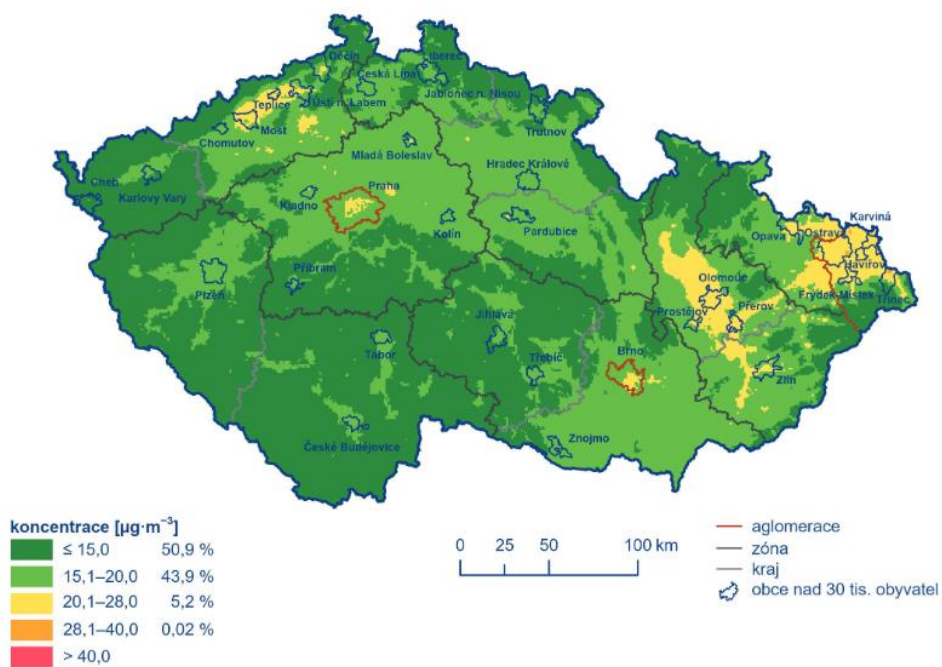 Děčín
Liberec
Česká Lípa
Jablonec n. Nisou
Teplice
Ústí n. Labem
Most
Trutnov
Chomutov
Mladá Boleslav
Hradec Králové
Cheb
Karlovy Vary
Praha
Kladno
Kolín
Pardubice
Karviná
Opava
Ostrava
Havířov
Plzeň
Příbram
Olomouc
Frýdek-Místek
Třinec
Prostějov
Přerov
Jihlava
Tábor
Třebíč
Brno
Zlín
České Budějovice
Znojmo
koncentrace [µg·m⁻³]
≤ 15,0 50,9 %
15,1–20,0 43,9 %
20,1–28,0 5,2 %
28,1–40,0 0,02 %
> 40,0
0 25 50 100 km
aglomerace
zóna
kraj
obce nad 30 tis. obyvatel